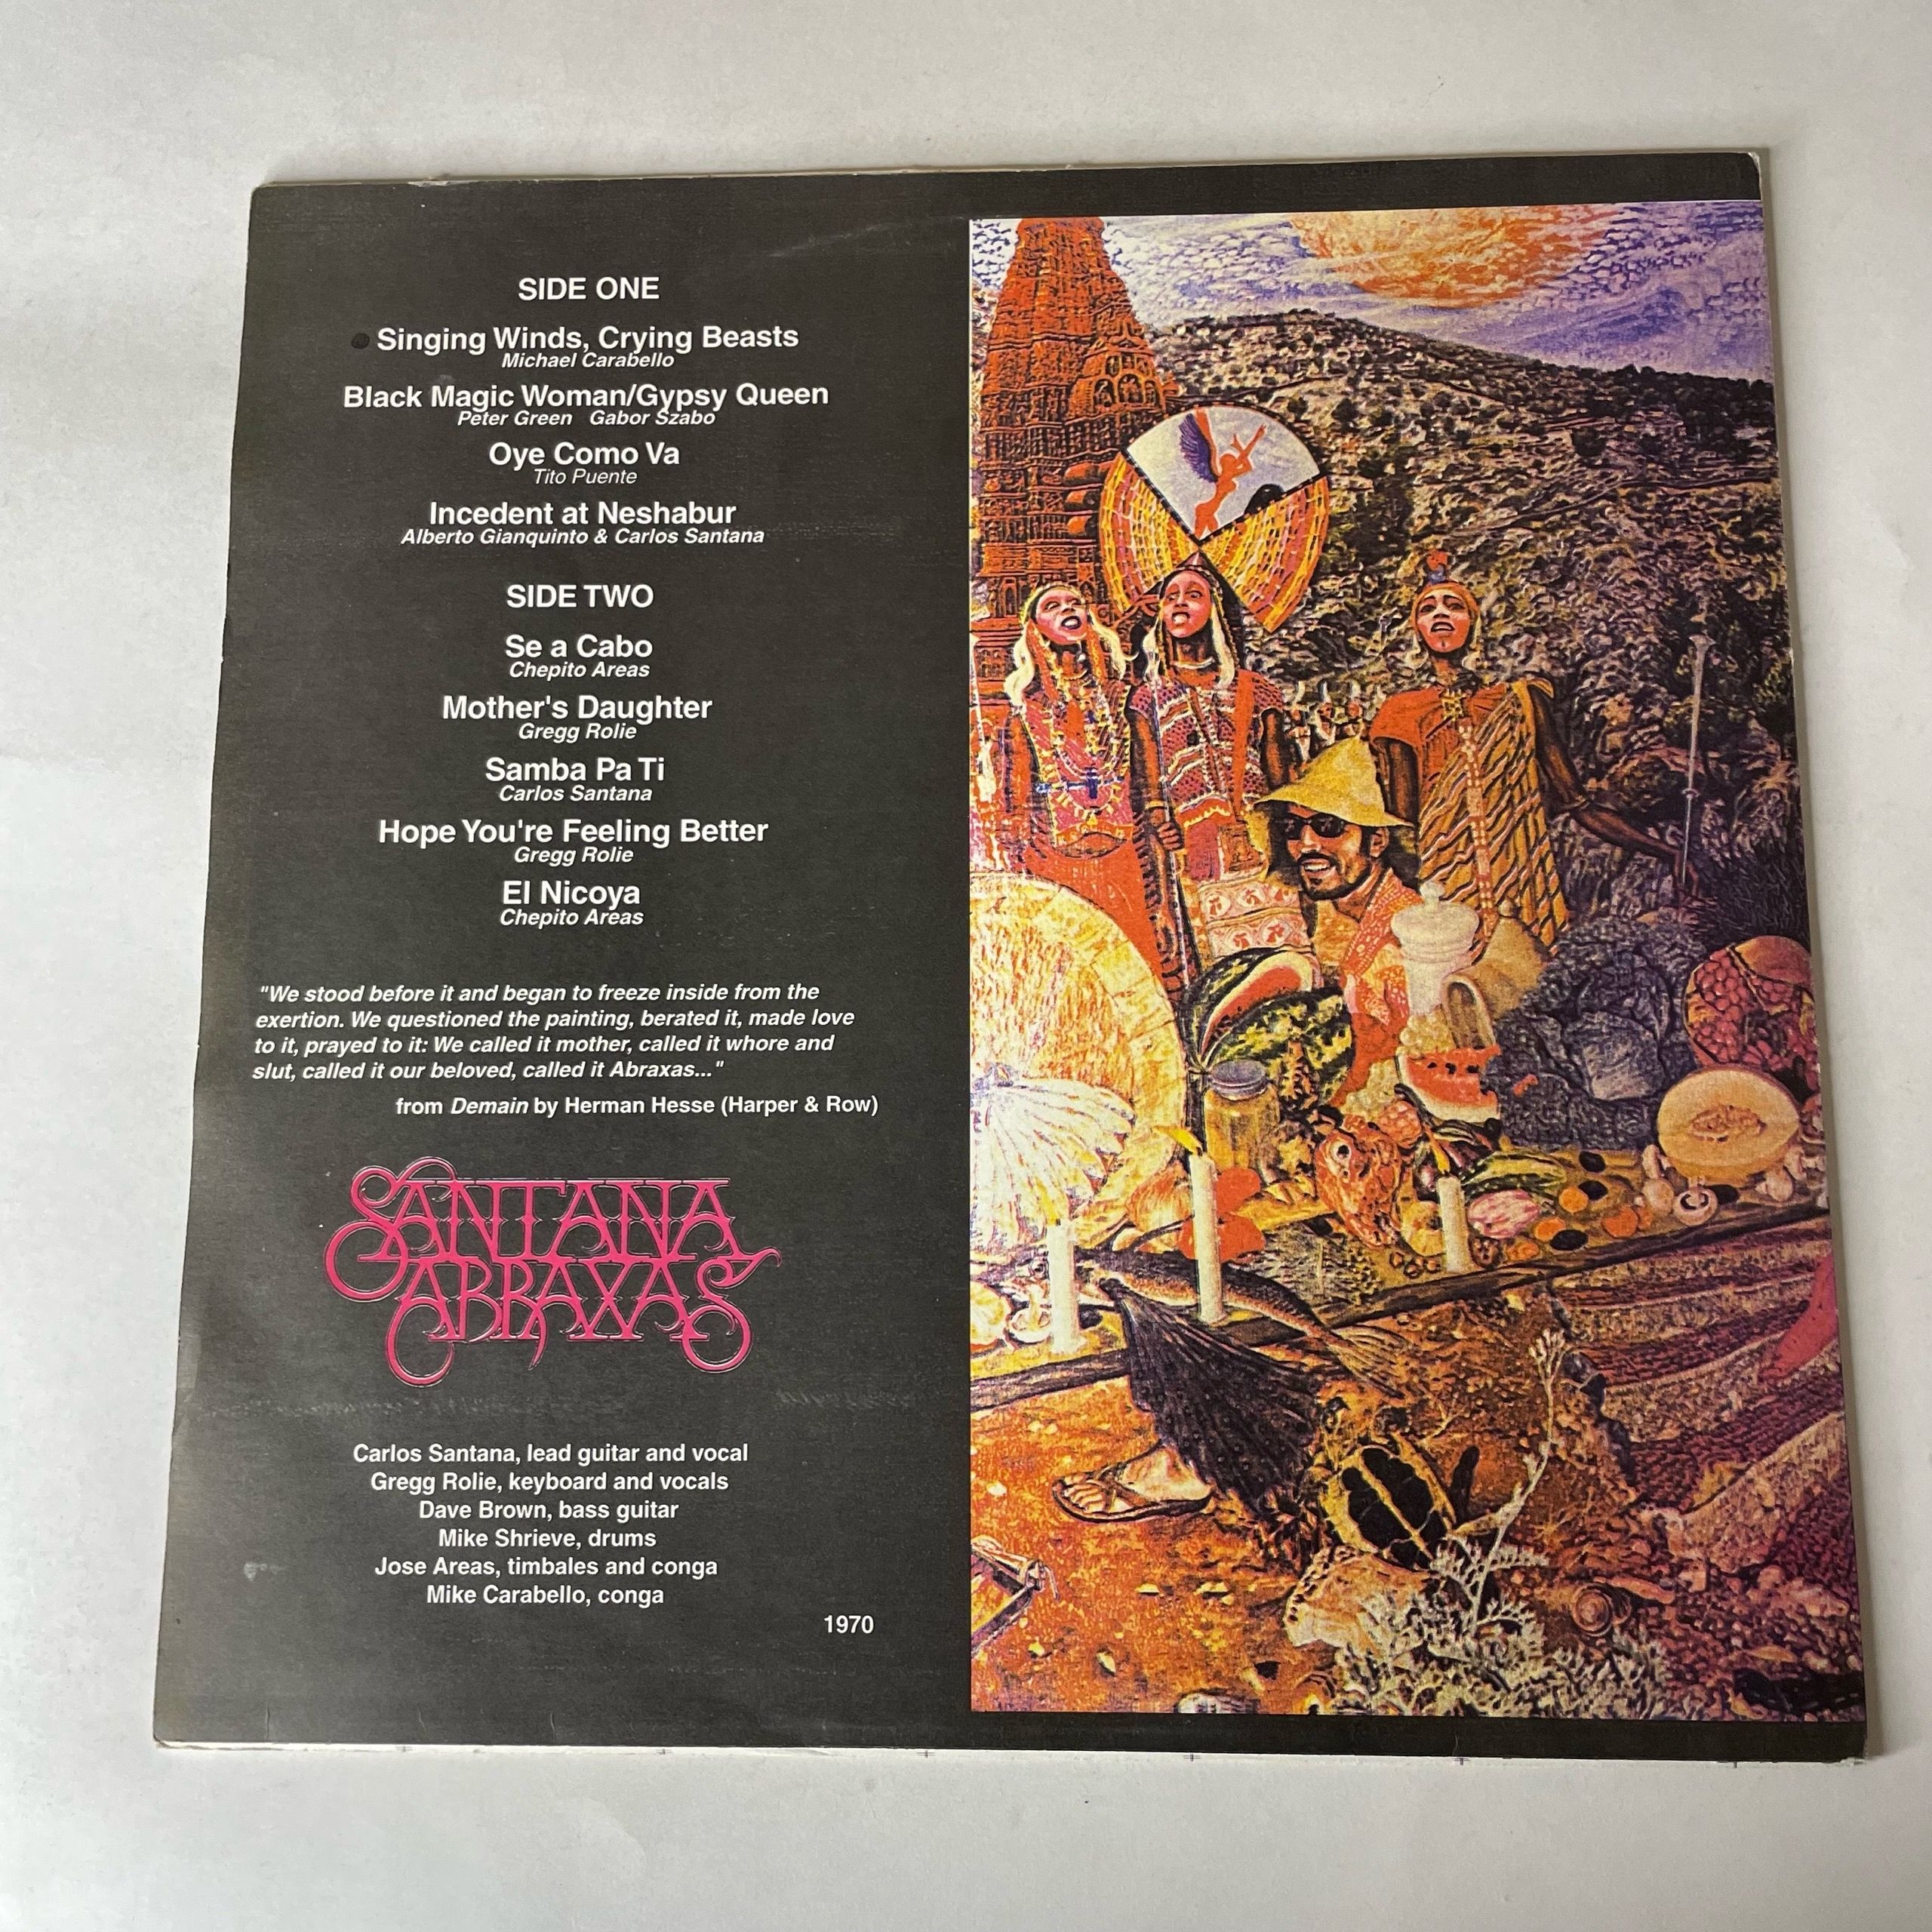 SIDE ONE
Singing Winds, Crying Beasts
Michael Carabello
Black Magic Woman/Gypsy Queen
Peter Green Gabor Szabo
Oye Como Va
Tito Puente
Incedent at Neshabur
Alberto Gianquinto & Carlos Santana
SIDE TWO
Se a Cabo
Chepito Areas
Mother's Daughter
Gregg Rolie
Samba Pa Ti
Carlos Santana
Hope You're Feeling Better
Gregg Rolie
El Nicoya
Chepito Areas
"We stood before it and began to freeze inside from the
exertion. We questioned the painting, berated it, made love
to it, prayed to it: We called it mother, called it whore and
slut, called it our beloved, called it Abraxas..."
from Demain by Herman Hesse (Harper & Row)
SANTANA
ABRAXAS
Carlos Santana, lead guitar and vocal
Gregg Rolie, keyboard and vocals
Dave Brown, bass guitar
Mike Shrieve, drums
Jose Areas, timbales and conga
Mike Carabello, conga
1970